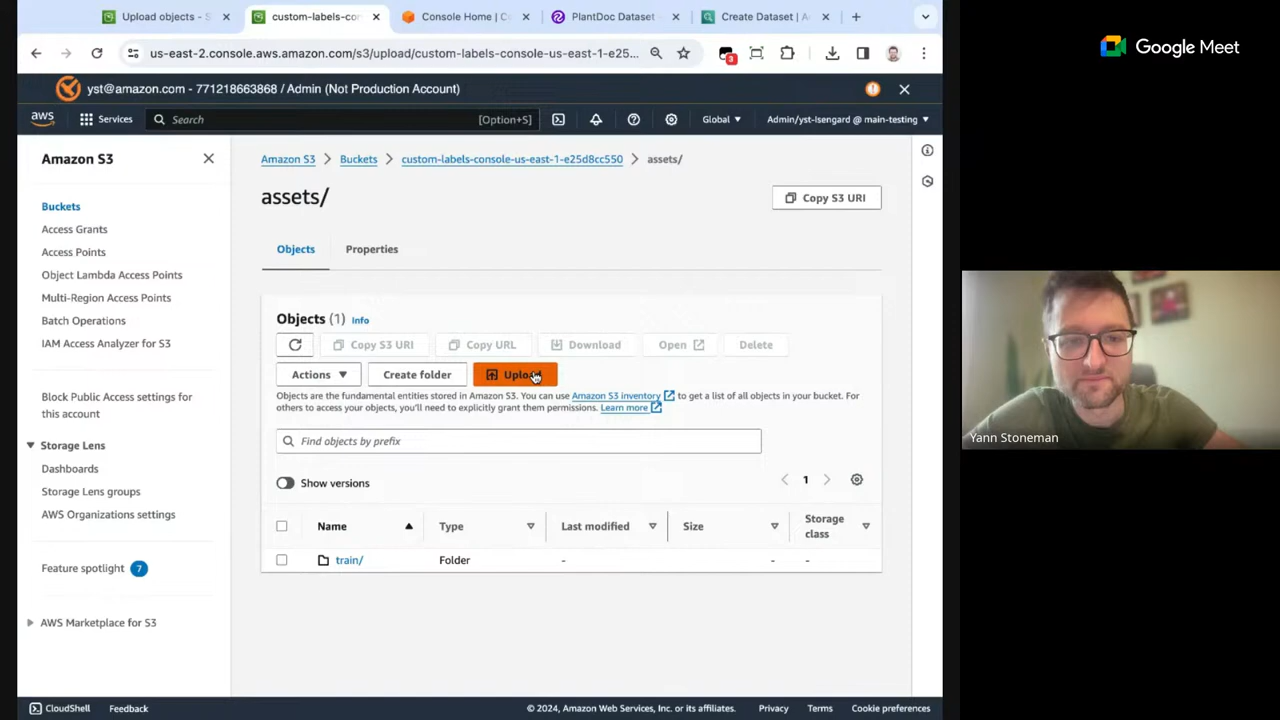 Upload objects - S
custom-labels-con
Console Home | C
PlantDoc Dataset
Create Dataset | A
us-east-2.console.aws.amazon.com/s3/upload/custom-labels-console-us-east-1-e25...
3
Google Meet
yst@amazon.com - 771218663868 / Admin (Not Production Account)
aws
Services
Search
[Option+S]
Global
Admin/yst-Isengard @ main-testing
Amazon S3
Buckets
Access Grants
Access Points
Object Lambda Access Points
Multi-Region Access Points
Batch Operations
IAM Access Analyzer for S3
Block Public Access settings for
this account
Storage Lens
Dashboards
Storage Lens groups
AWS Organizations settings
Feature spotlight 7
AWS Marketplace for S3
Amazon S3 > Buckets > custom-labels-console-us-east-1-e25d8cc550 > assets/
assets/
Copy S3 URI
Objects
Properties
Objects (1) Info
Copy S3 URI
Copy URL
Download
Open
Delete
Actions
Create folder
Upload
Objects are the fundamental entities stored in Amazon S3. You can use Amazon S3 inventory to get a list of all objects in your bucket. For
others to access your objects, you'll need to explicitly grant them permissions. Learn more
Find objects by prefix
Show versions
1
Name
Type
Last modified
Size
Storage
class
train/
Folder
-
-
-
Yann Stoneman
CloudShell
Feedback
© 2024, Amazon Web Services, Inc. or its affiliates.
Privacy
Terms
Cookie preferences